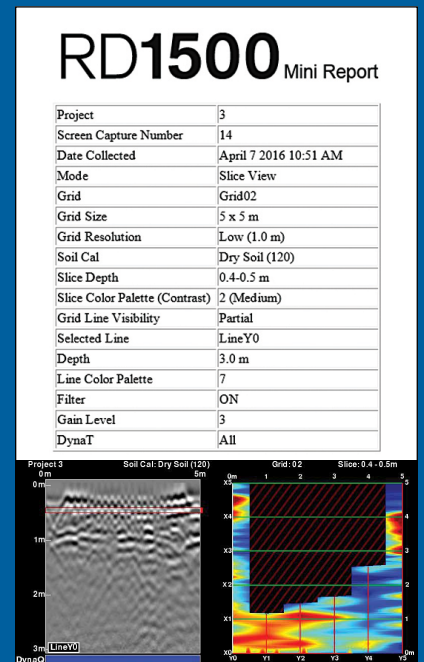 RD1500 Mini Report
Project 3
Screen Capture Number 14
Date Collected April 7 2016 10:51 AM
Mode Slice View
Grid Grid02
Grid Size 5 x 5 m
Grid Resolution Low (1.0 m)
Soil Cal Dry Soil (120)
Slice Depth 0.4-0.5 m
Slice Color Palette (Contrast) 2 (Medium)
Grid Line Visibility Partial
Selected Line LineY0
Depth 3.0 m
Line Color Palette 7
Filter ON
Gain Level 3
DynaT All
Project 3 Soil Cal: Dry Soil (120)
0m 5m
0m
1m
2m
3m
LineY0
DynaQ
Grid: 02 Slice: 0.4 - 0.5m
0m 1 2 3 4 5
X5 5
X4 4
X3 3
X2 2
X1 1
X0 0m
Y0 Y1 Y2 Y3 Y4 Y5